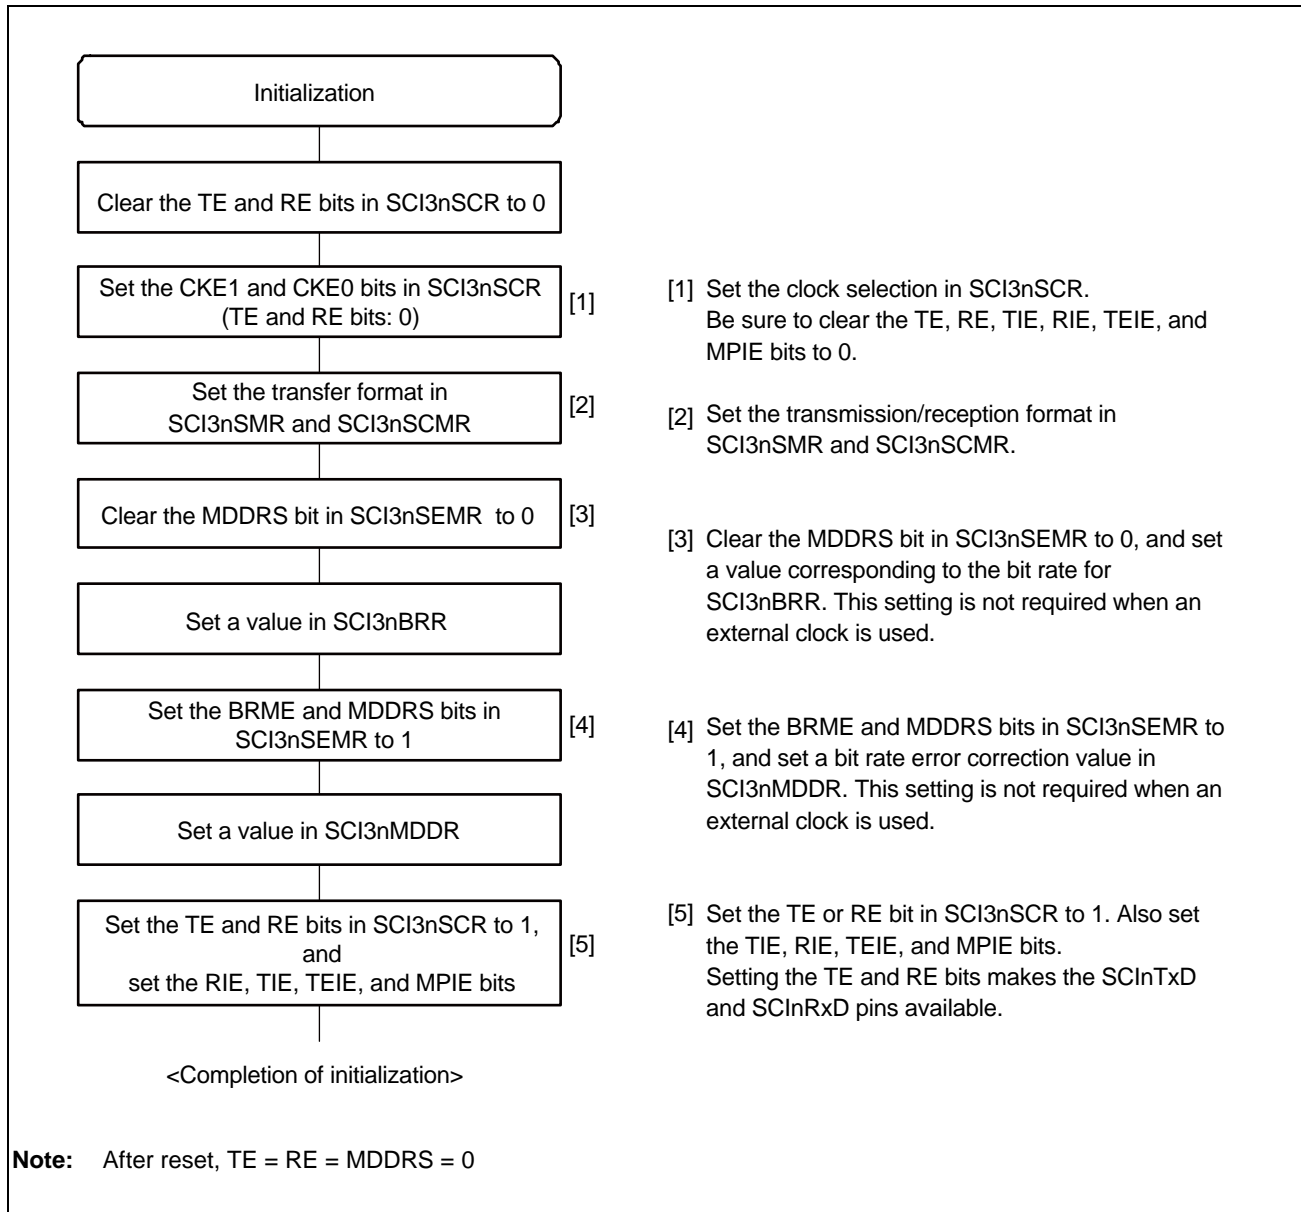 Initialization
Clear the TE and RE bits in SCI3nSCR to 0
Set the CKE1 and CKE0 bits in SCI3nSCR
(TE and RE bits: 0)
[1]
Set the transfer format in
SCI3nSMR and SCI3nSCMR
[2]
Clear the MDDRS bit in SCI3nSEMR to 0
[3]
Set a value in SCI3nBRR
Set the BRME and MDDRS bits in
SCI3nSEMR to 1
[4]
Set a value in SCI3nMDDR
Set the TE and RE bits in SCI3nSCR to 1,
and
set the RIE, TIE, TEIE, and MPIE bits
[5]
<Completion of initialization>
[1] Set the clock selection in SCI3nSCR.
Be sure to clear the TE, RE, TIE, RIE, TEIE, and
MPIE bits to 0.
[2] Set the transmission/reception format in
SCI3nSMR and SCI3nSCMR.
[3] Clear the MDDRS bit in SCI3nSEMR to 0, and set
a value corresponding to the bit rate for
SCI3nBRR. This setting is not required when an
external clock is used.
[4] Set the BRME and MDDRS bits in SCI3nSEMR to
1, and set a bit rate error correction value in
SCI3nMDDR. This setting is not required when an
external clock is used.
[5] Set the TE or RE bit in SCI3nSCR to 1. Also set
the TIE, RIE, TEIE, and MPIE bits.
Setting the TE and RE bits makes the SCInTxD
and SCInRxD pins available.
Note: After reset, TE = RE = MDDRS = 0